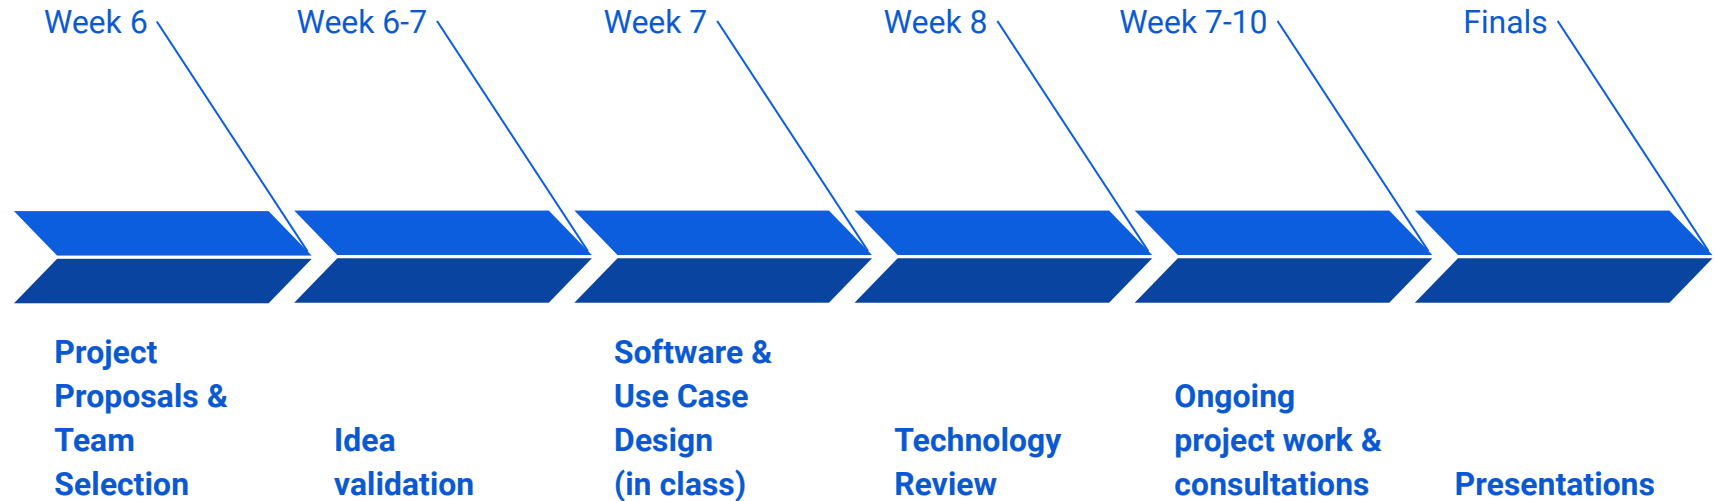 Week 6
Week 6-7
Week 7
Week 8
Week 7-10
Finals
Project
Proposals &
Team
Selection
Idea
validation
Software &
Use Case
Design
(in class)
Technology
Review
Ongoing
project work &
consultations
Presentations